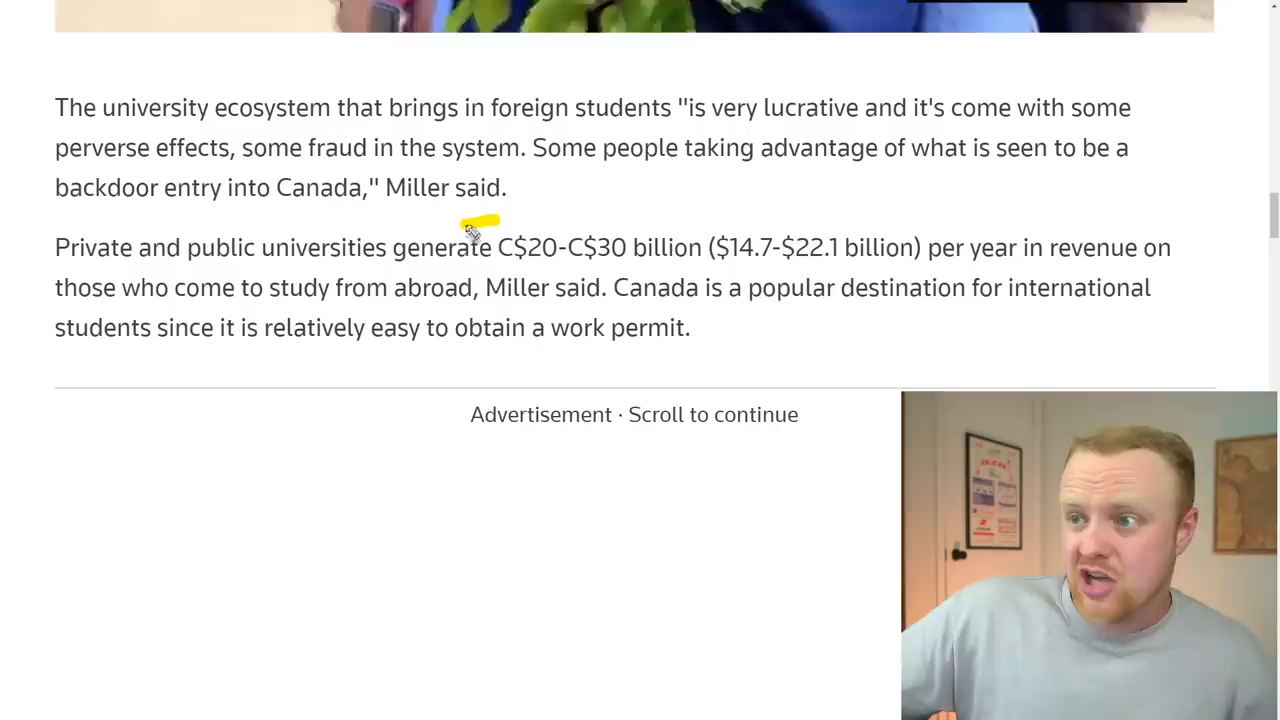 The university ecosystem that brings in foreign students "is very lucrative and it's come with some
perverse effects, some fraud in the system. Some people taking advantage of what is seen to be a
backdoor entry into Canada," Miller said.
Private and public universities generate C$20-C$30 billion ($14.7-$22.1 billion) per year in revenue on
those who come to study from abroad, Miller said. Canada is a popular destination for international
students since it is relatively easy to obtain a work permit.
Advertisement · Scroll to continue